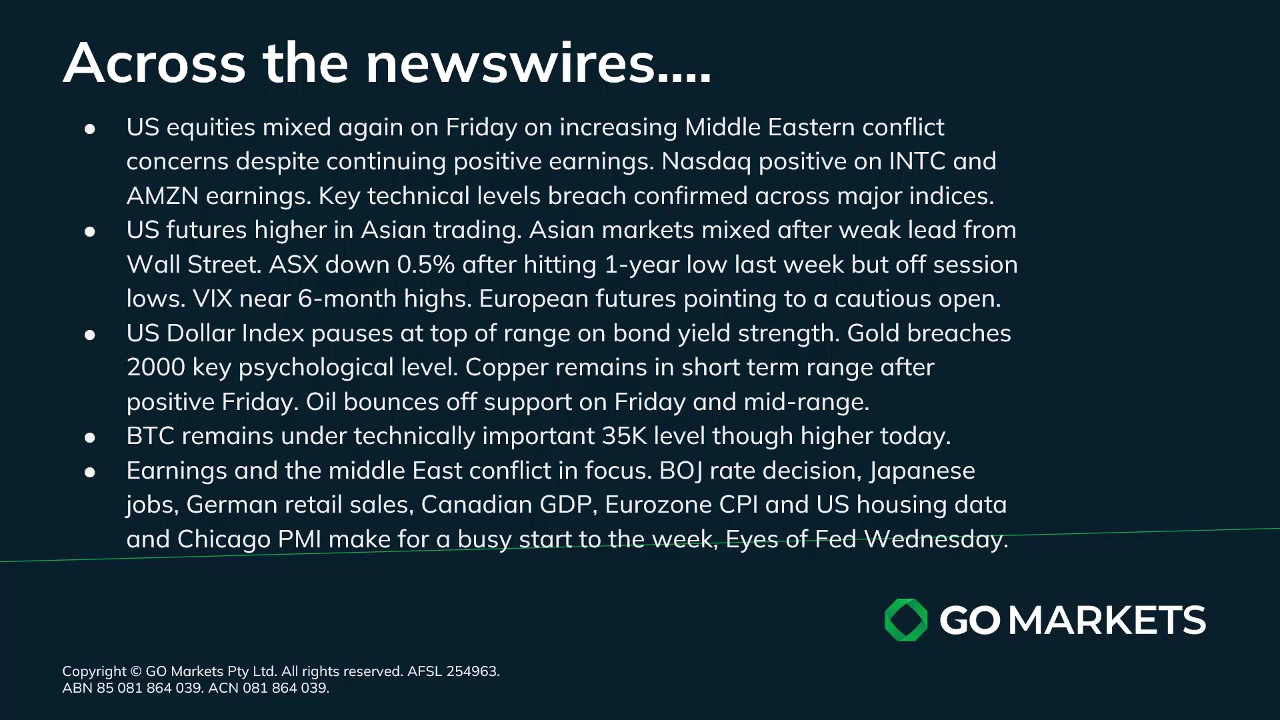 Across the newswires....
● US equities mixed again on Friday on increasing Middle Eastern conflict
concerns despite continuing positive earnings. Nasdaq positive on INTC and
AMZN earnings. Key technical levels breach confirmed across major indices.
● US futures higher in Asian trading. Asian markets mixed after weak lead from
Wall Street. ASX down 0.5% after hitting 1-year low last week but off session
lows. VIX near 6-month highs. European futures pointing to a cautious open.
● US Dollar Index pauses at top of range on bond yield strength. Gold breaches
2000 key psychological level. Copper remains in short term range after
positive Friday. Oil bounces off support on Friday and mid-range.
● BTC remains under technically important 35K level though higher today.
● Earnings and the middle East conflict in focus. BOJ rate decision, Japanese
jobs, German retail sales, Canadian GDP, Eurozone CPI and US housing data
and Chicago PMI make for a busy start to the week, Eyes of Fed Wednesday.
GO MARKETS
Copyright © GO Markets Pty Ltd. All rights reserved. AFSL 254963.
ABN 85 081 864 039. ACN 081 864 039.